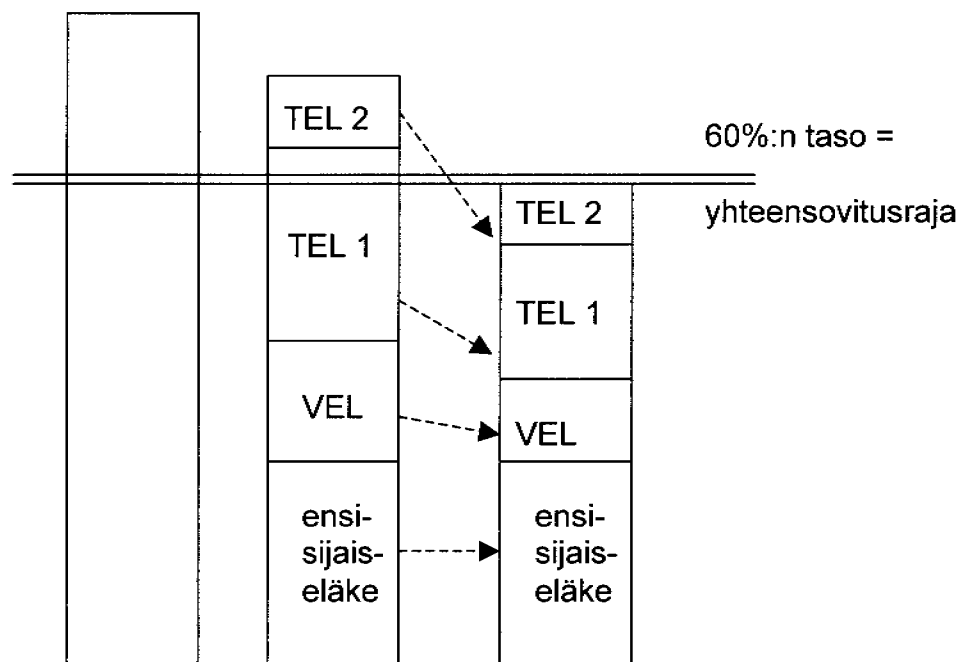 TEL 2
60%:n taso =
TEL 2
yhteensovitusraja
TEL 1
TEL 1
VEL
VEL
ensi-
sijais-
eläke
ensi-
sijais-
eläke